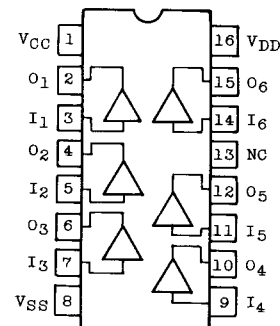 VCC 1 16 VDD
O1 2 15 O6
I1 3 14 I6
O2 4 13 NC
I2 5 12 O5
O3 6 11 I5
I3 7 10 O4
VSS 8 9 I4